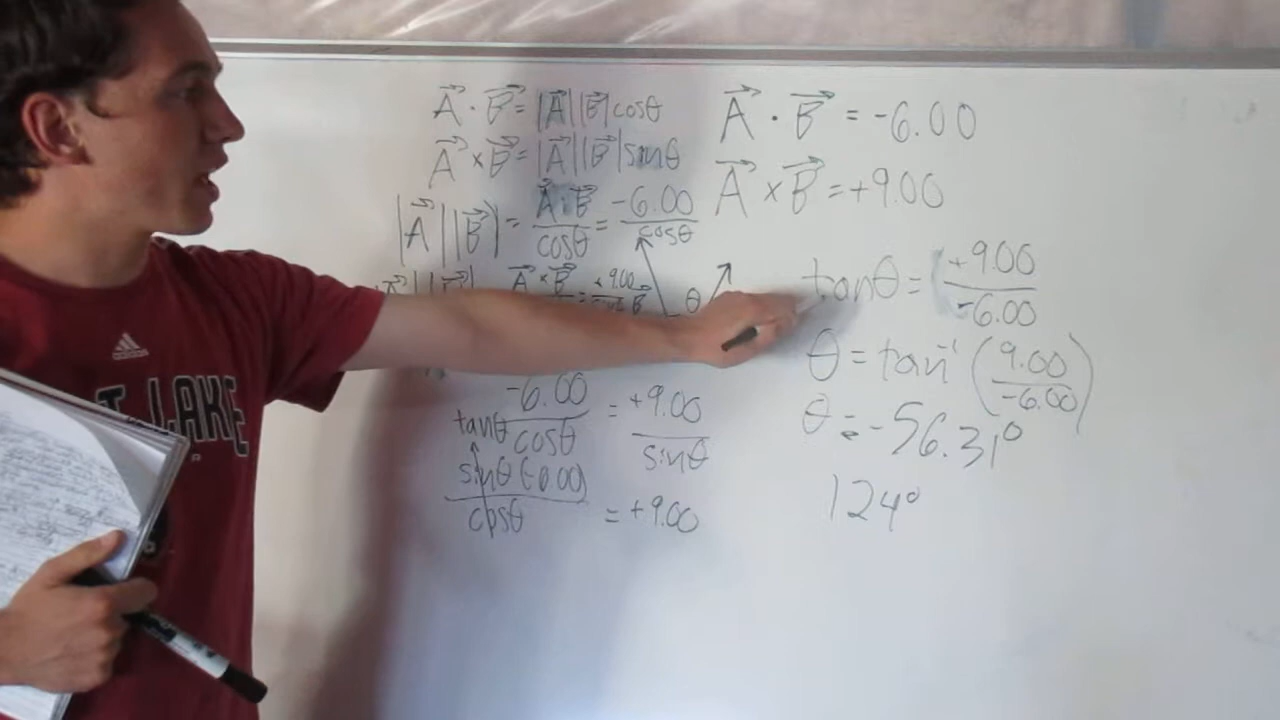 A⃗ · B⃗ = |A⃗||B⃗|cosθ
A⃗ × B⃗ = |A⃗||B⃗|sinθ
|A⃗||B⃗| = A⃗·B⃗/cosθ = -6.00/cosθ
A⃗ × B⃗ = +9.00
θ
-6.00/cosθ = +9.00/sinθ
tanθ
sinθ(-6.00)/cosθ = +9.00
A⃗ · B⃗ = -6.00
A⃗ × B⃗ = +9.00
tanθ = +9.00/-6.00
θ = tan⁻¹(9.00/-6.00)
θ = -56.31°
124°
adidas
LAKE